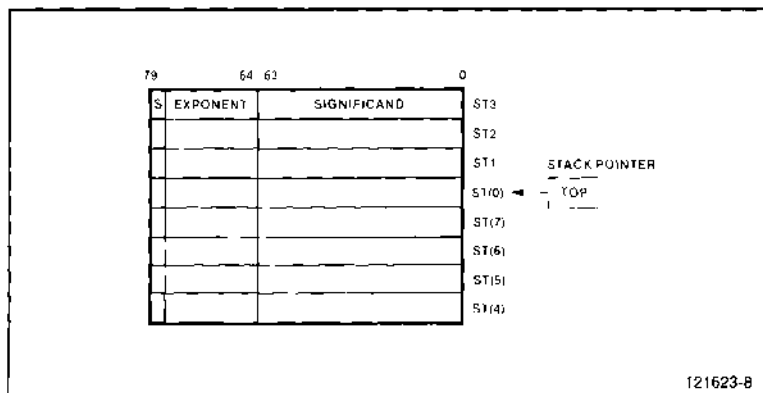 79 64 63 0
S EXPONENT SIGNIFICAND ST3
ST2
ST1 STACK POINTER
ST(0) TOP
ST(7)
ST(6)
ST(5)
ST(4)
121623-8